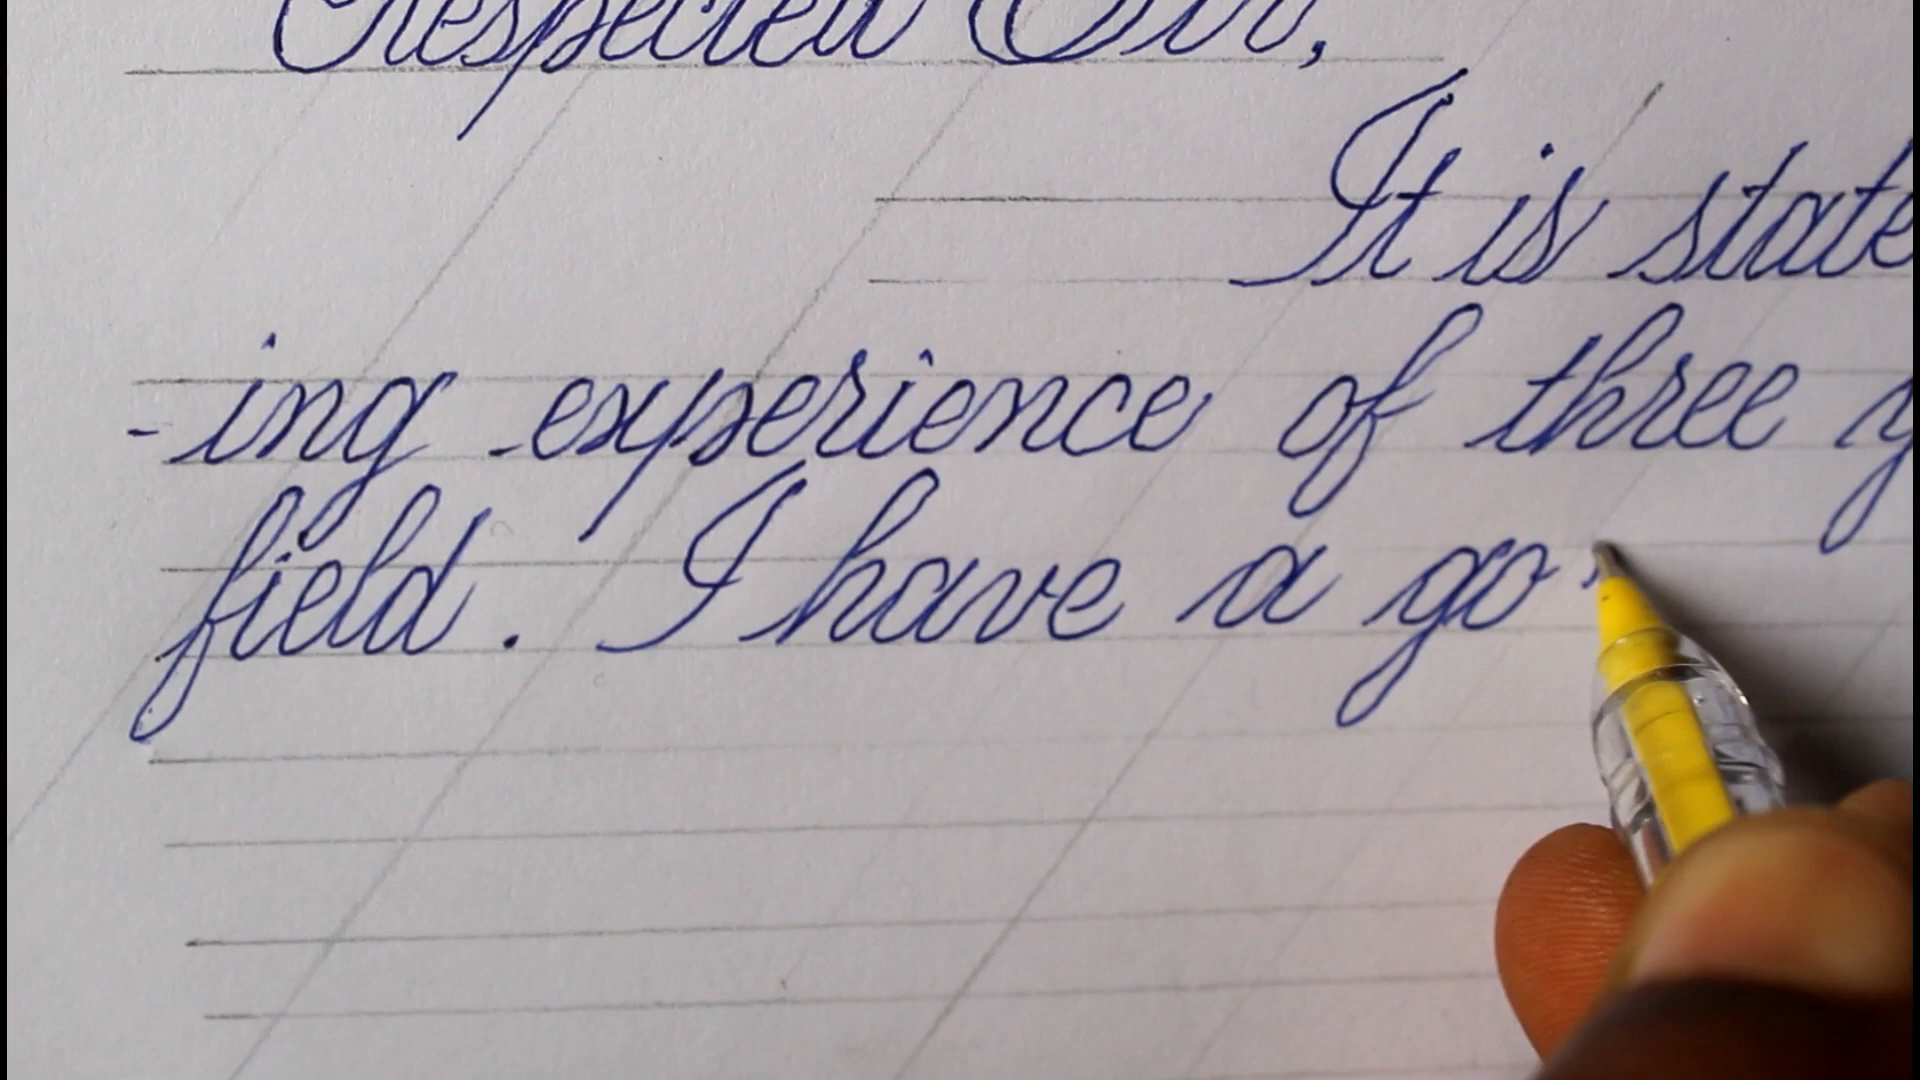 Respected Sir,
It is state
-ing experience of three y
field. I have a go